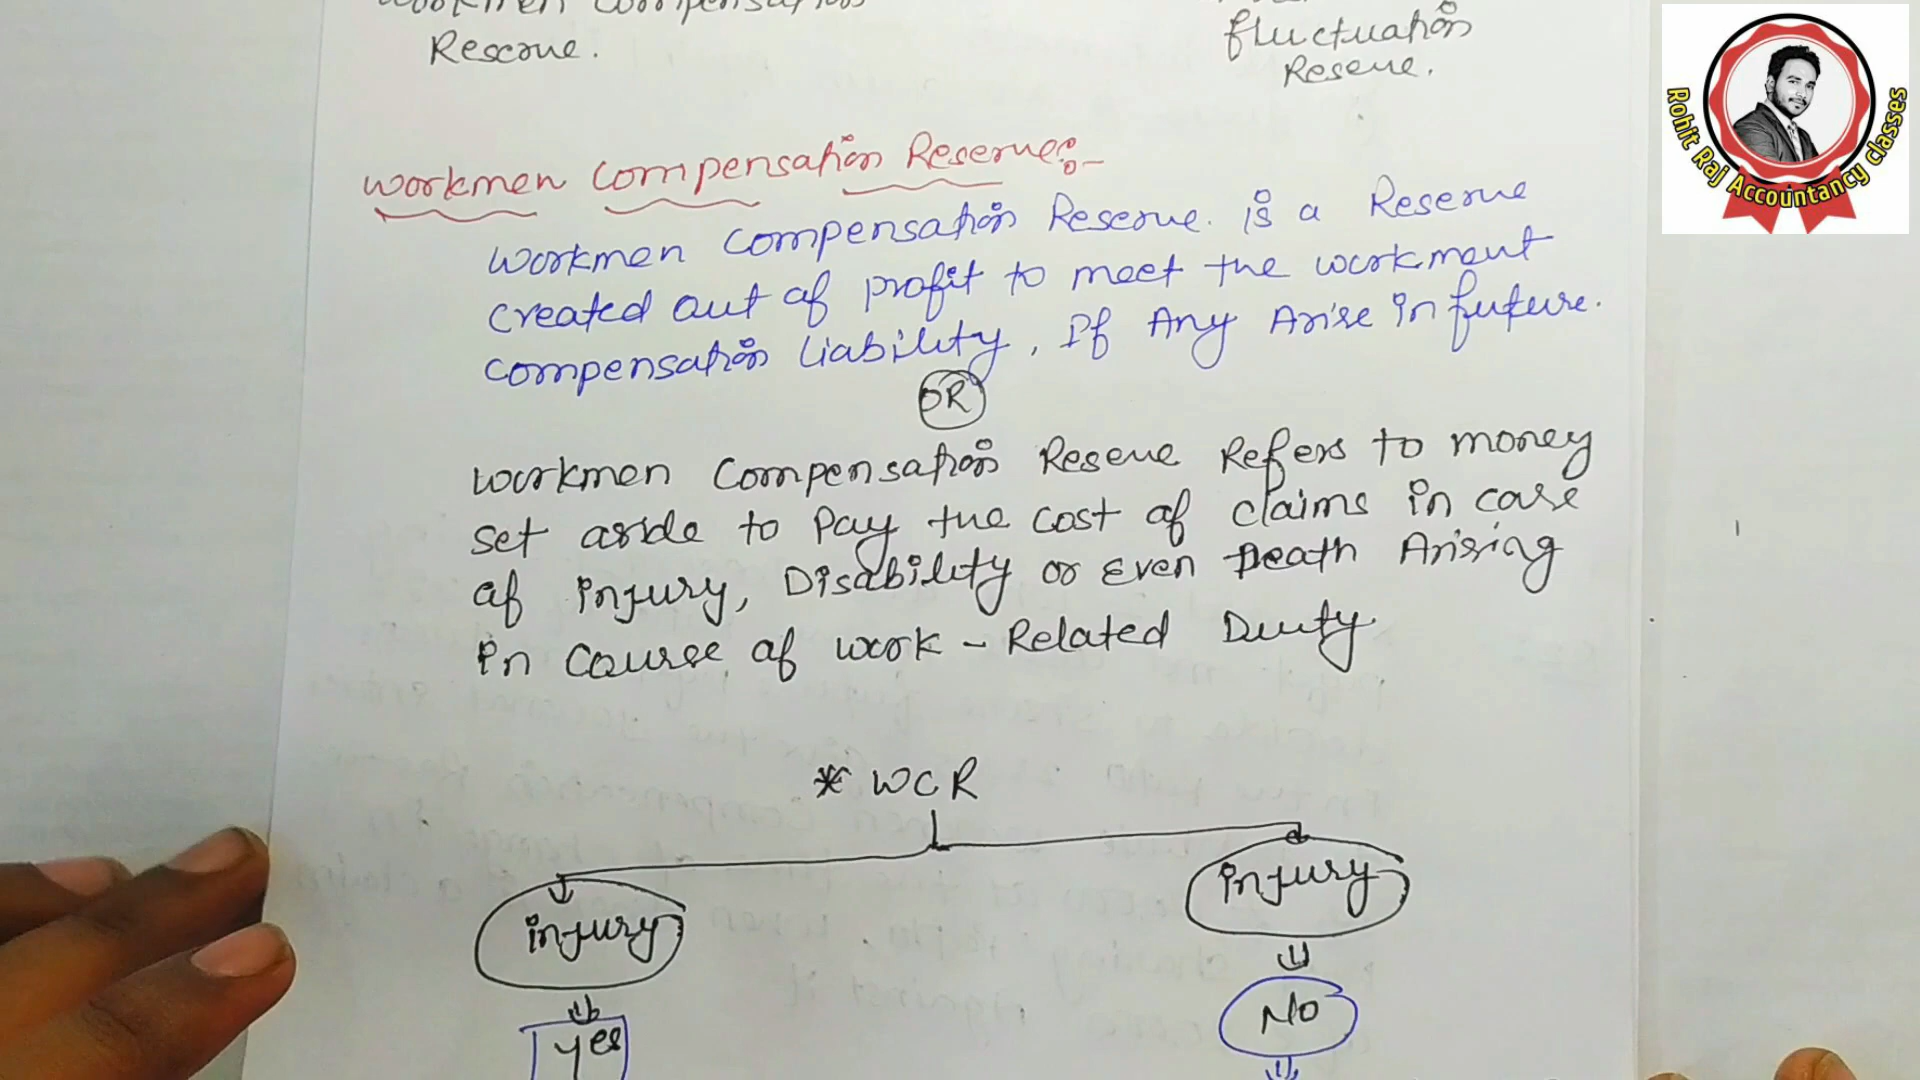 Workmen Compensation
Reserve.
fluctuation
Reserve.
Rohit Raj Accountancy classes
Workmen Compensation Reserve:-
Workmen Compensation Reserve. is a Reserve
created out of profit to meet the workment
compensation Liability, If Any Arise in future.
OR
Workmen Compensation Reserve Refers to money
set aside to Pay the cost of claims in case
of injury, Disability or Even Death Arising
in course of work - Related Duuty.
* WCR
injury
injury
No
Yes